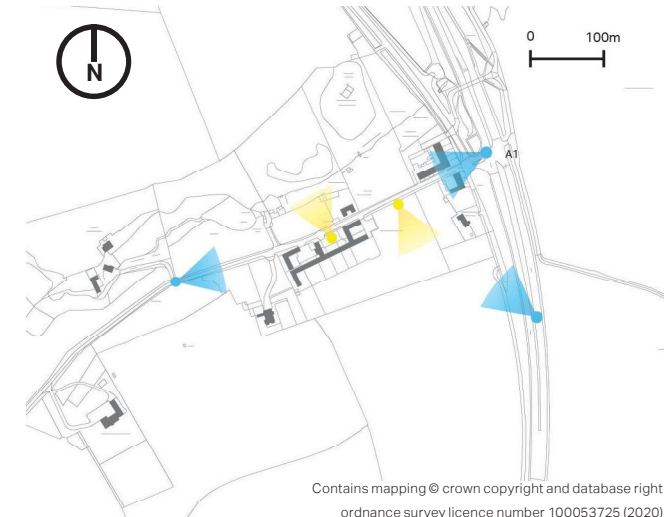 N
0 100m
A1
Contains mapping © crown copyright and database right
ordnance survey licence number 100053725 (2020)